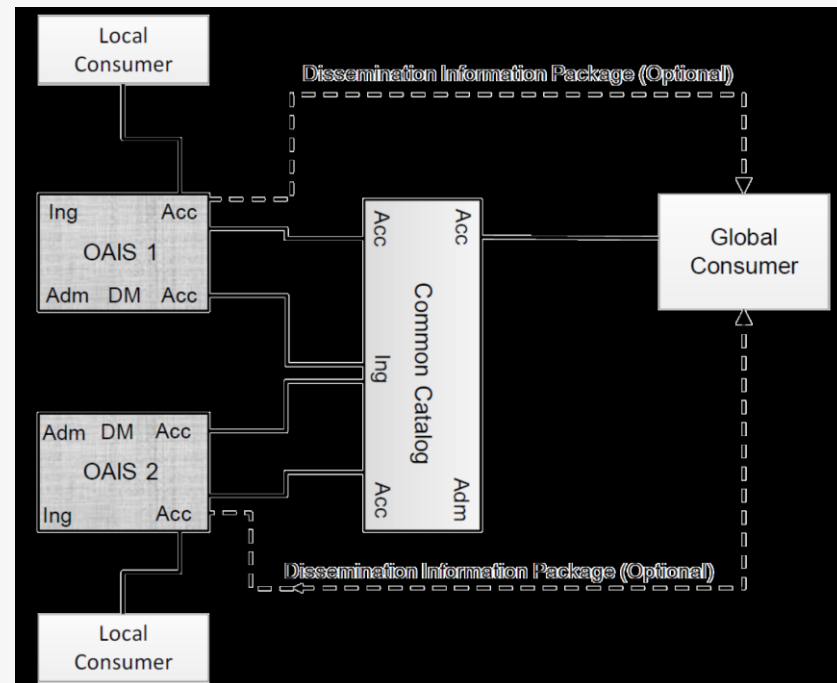 Local
Consumer
Dissemination Information Package (Optional)
Ing Acc
OAIS 1
Adm DM Acc
Acc Acc
Common Catalog
Ing
Acc Adm
Global
Consumer
Adm DM Acc
OAIS 2
Ing Acc
Dissemination Information Package (Optional)
Local
Consumer